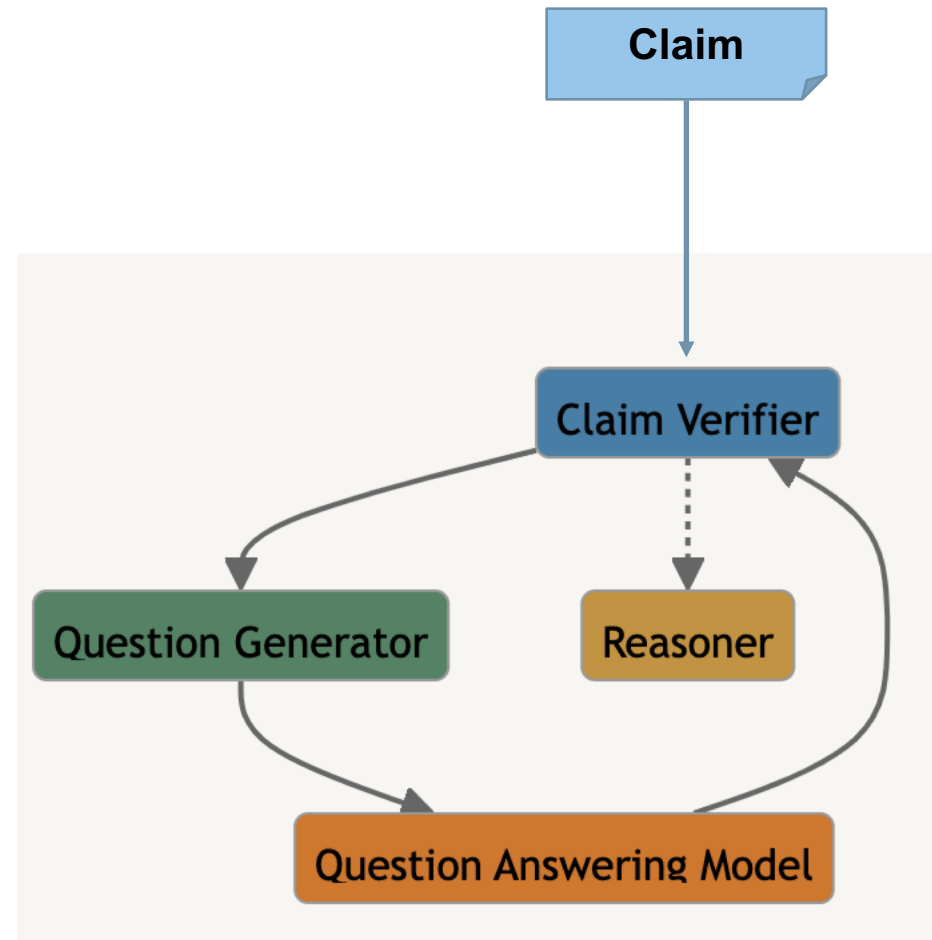 Claim
Claim Verifier
Question Generator
Reasoner
Question Answering Model